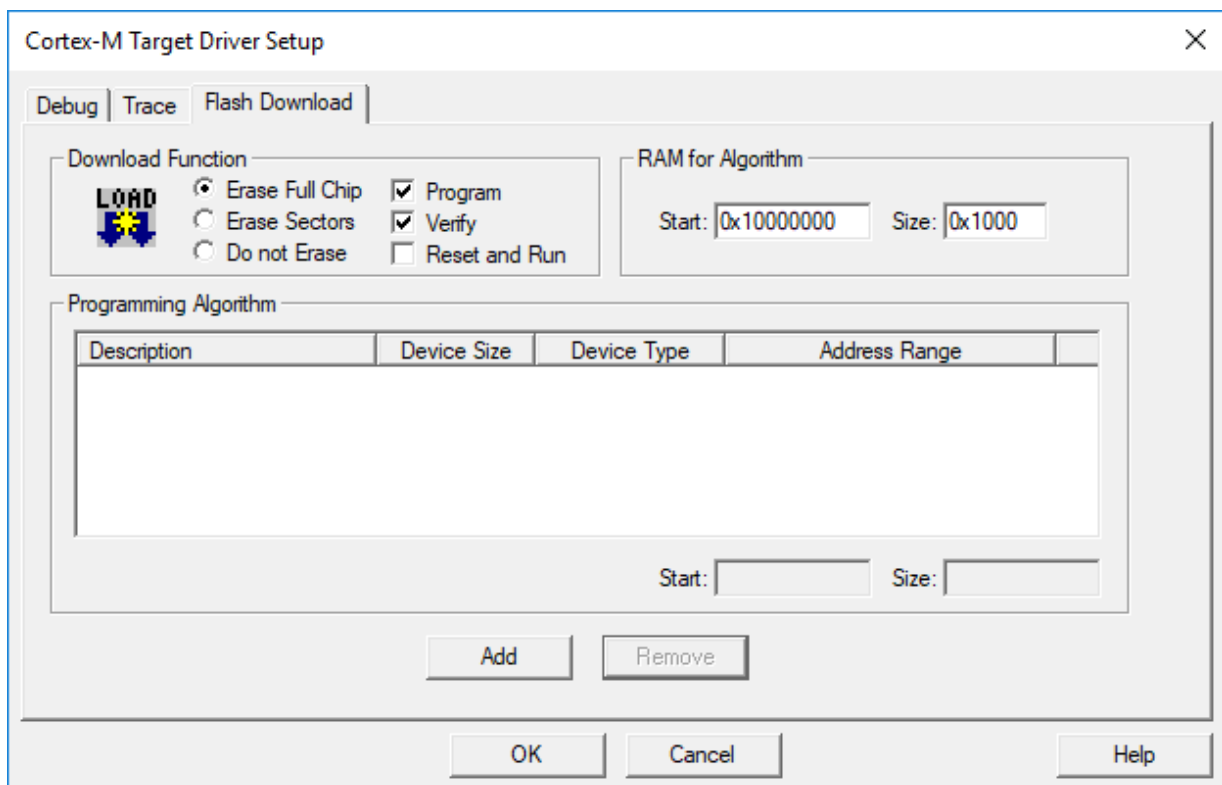 Cortex-M Target Driver Setup
Debug Trace Flash Download
Download Function
LOAD
Erase Full Chip
Erase Sectors
Do not Erase
Program
Verify
Reset and Run
RAM for Algorithm
Start: 0x10000000 Size: 0x1000
Programming Algorithm
Description Device Size Device Type Address Range
Start: Size:
Add Remove
OK Cancel Help